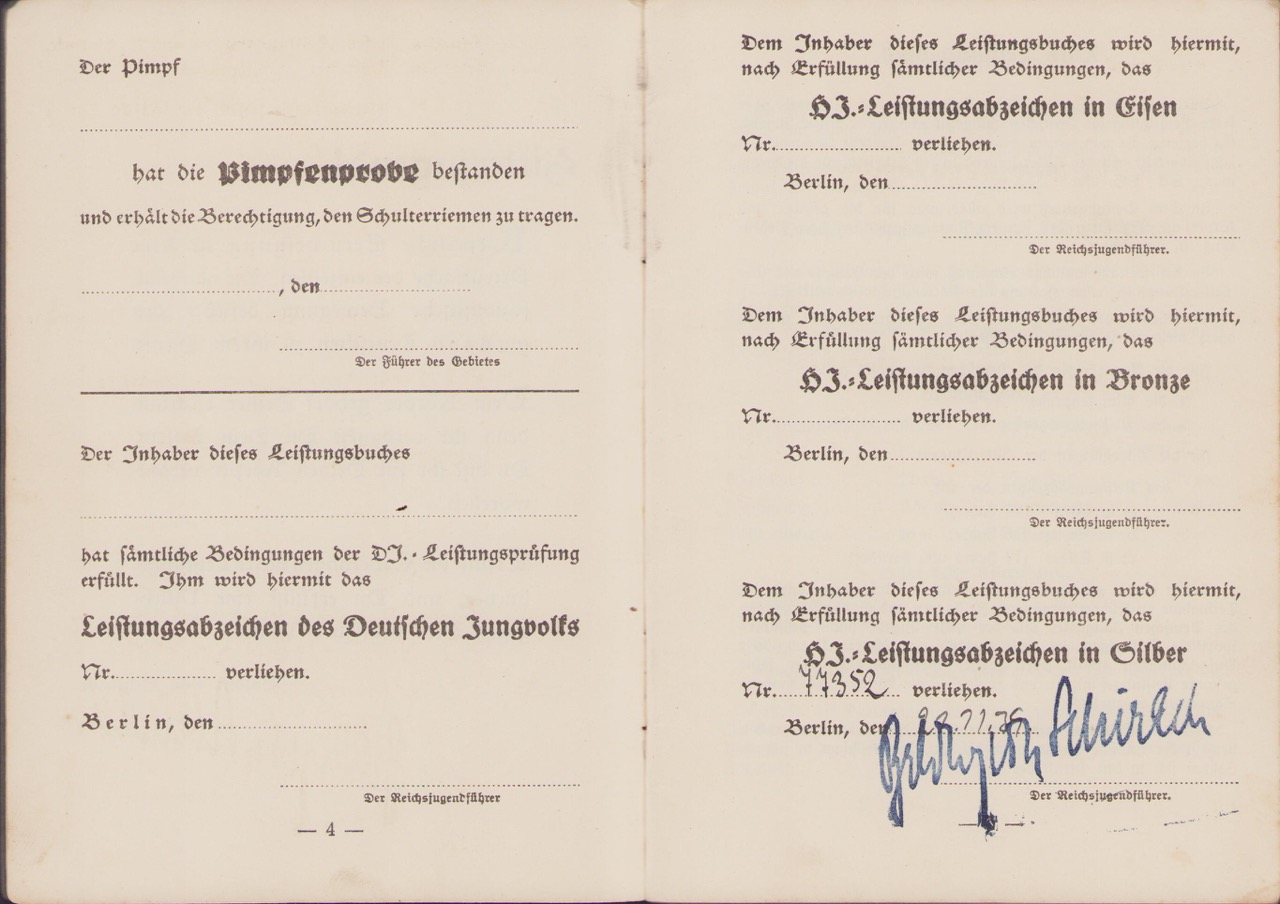 Der Pimpf
hat die Pimpfenprobe bestanden
und erhält die Berechtigung, den Schulterriemen zu tragen.
, den
Der Führer des Gebietes
Der Inhaber dieses Leistungsbuches
hat sämtliche Bedingungen der DJ.-Leistungsprüfung
erfüllt. Ihm wird hiermit das
Leistungsabzeichen des Deutschen Jungvolks
Nr. verliehen.
Berlin, den
Der Reichsjugendführer
— 4 —
Dem Inhaber dieses Leistungsbuches wird hiermit,
nach Erfüllung sämtlicher Bedingungen, das
HJ.-Leistungsabzeichen in Eisen
Nr. verliehen.
Berlin, den
Der Reichsjugendführer.
Dem Inhaber dieses Leistungsbuches wird hiermit,
nach Erfüllung sämtlicher Bedingungen, das
HJ.-Leistungsabzeichen in Bronze
Nr. verliehen.
Berlin, den
Der Reichsjugendführer.
Dem Inhaber dieses Leistungsbuches wird hiermit,
nach Erfüllung sämtlicher Bedingungen, das
HJ.-Leistungsabzeichen in Silber
Nr. 77352 verliehen.
Berlin, den
Baldur von Schirach
Der Reichsjugendführer.